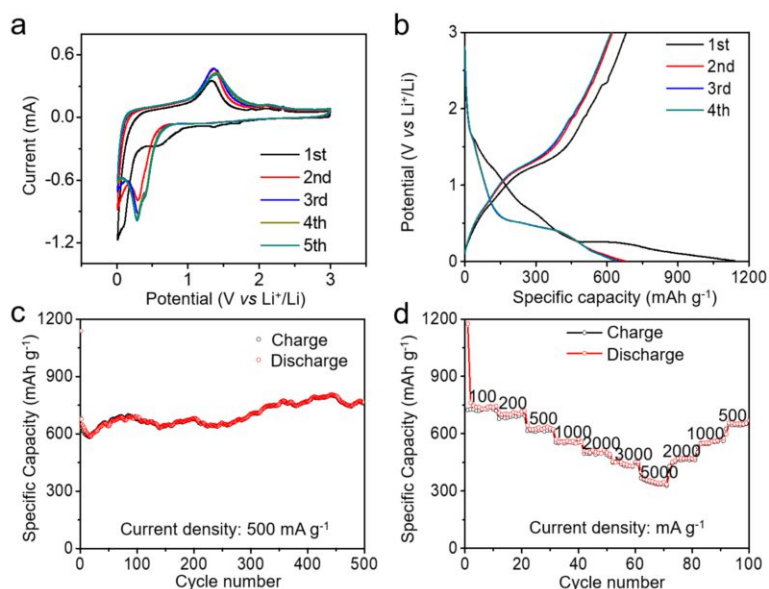 a
1.2
0.6
0.0
-0.6
-1.2
Current (mA)
1st
2nd
3rd
4th
5th
0
1
2
3
Potential (V vs Li⁺/Li)
b
3
2
1
0
Potential (V vs Li⁺/Li)
1st
2nd
3rd
4th
0
300
600
900
1200
Specific capacity (mAh g⁻¹)
c
1200
900
600
300
0
Specific Capacity (mAh g⁻¹)
Charge
Discharge
Current density: 500 mA g⁻¹
0
100
200
300
400
500
Cycle number
d
1200
900
600
300
0
Specific Capacity (mAh g⁻¹)
Charge
Discharge
100
200
500
1000
2000
3000
5000
2000
1000
500
Current density: mA g⁻¹
0
20
40
60
80
100
Cycle number